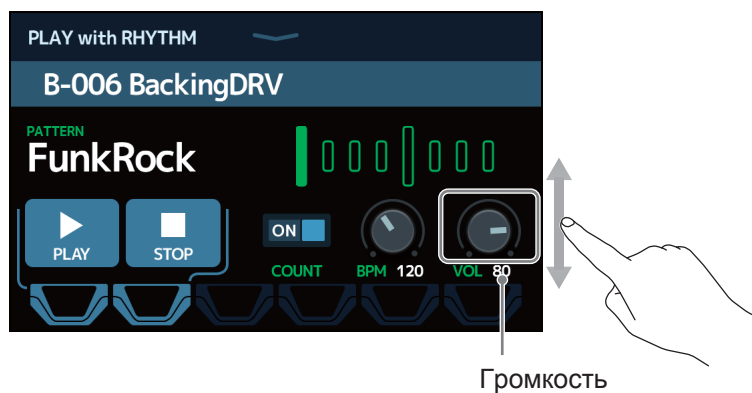 PLAY with RHYTHM
B-006 BackingDRV
PATTERN
FunkRock
PLAY
STOP
ON
COUNT
BPM 120
VOL 80
Громкость